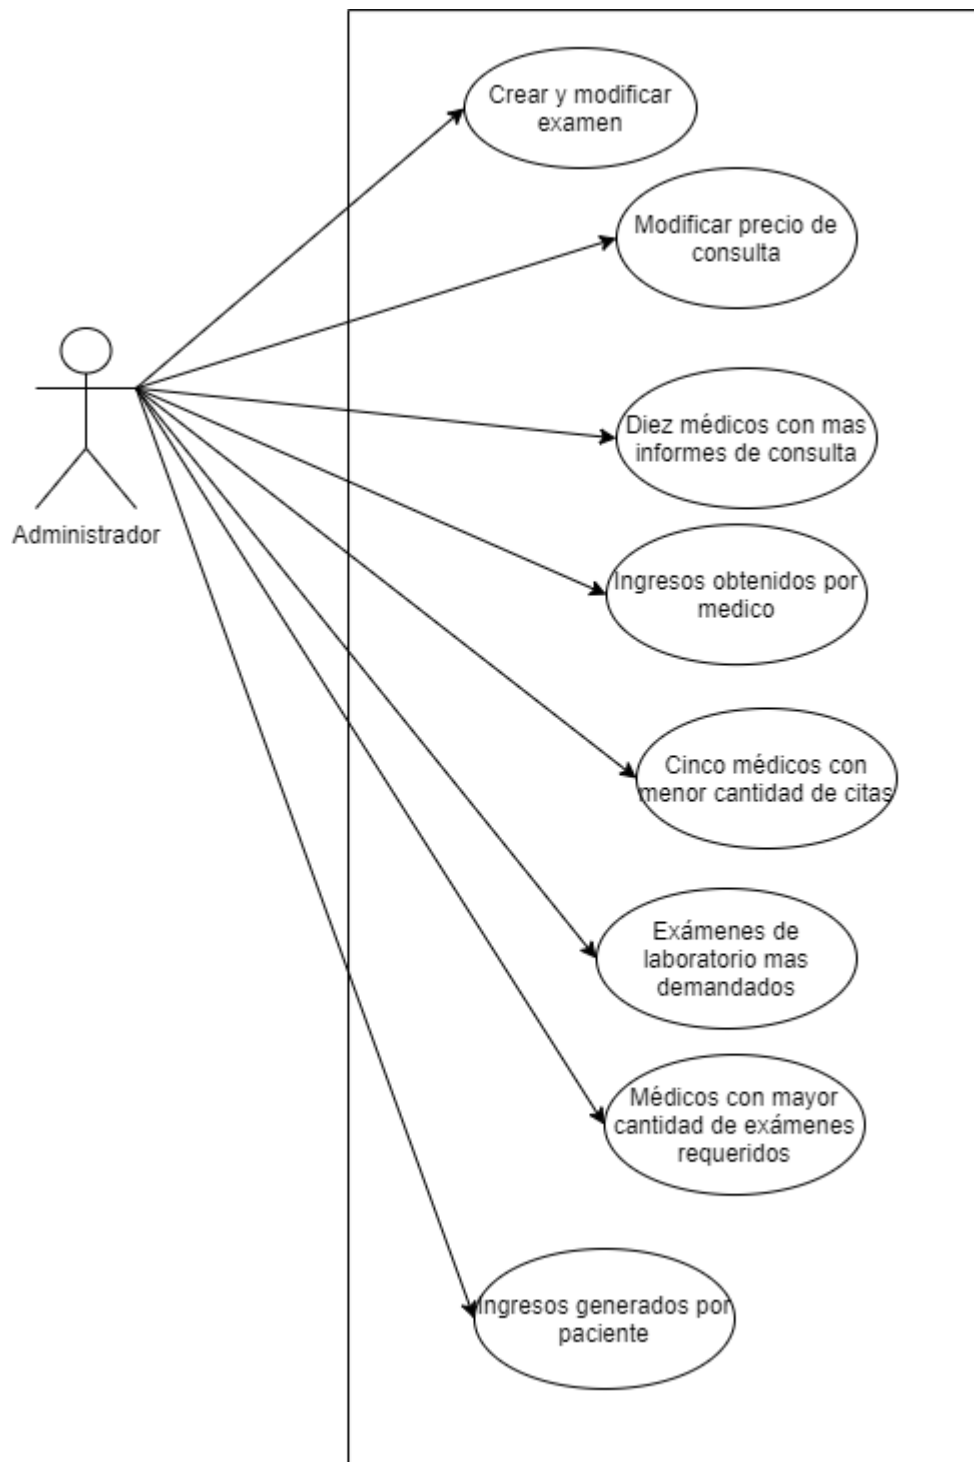 Crear y modificar
examen
Modificar precio de
consulta
Diez médicos con mas
informes de consulta
Administrador
Ingresos obtenidos por
medico
Cinco médicos con
menor cantidad de citas
Exámenes de
laboratorio mas
demandados
Médicos con mayor
cantidad de exámenes
requeridos
Ingresos generados por
paciente